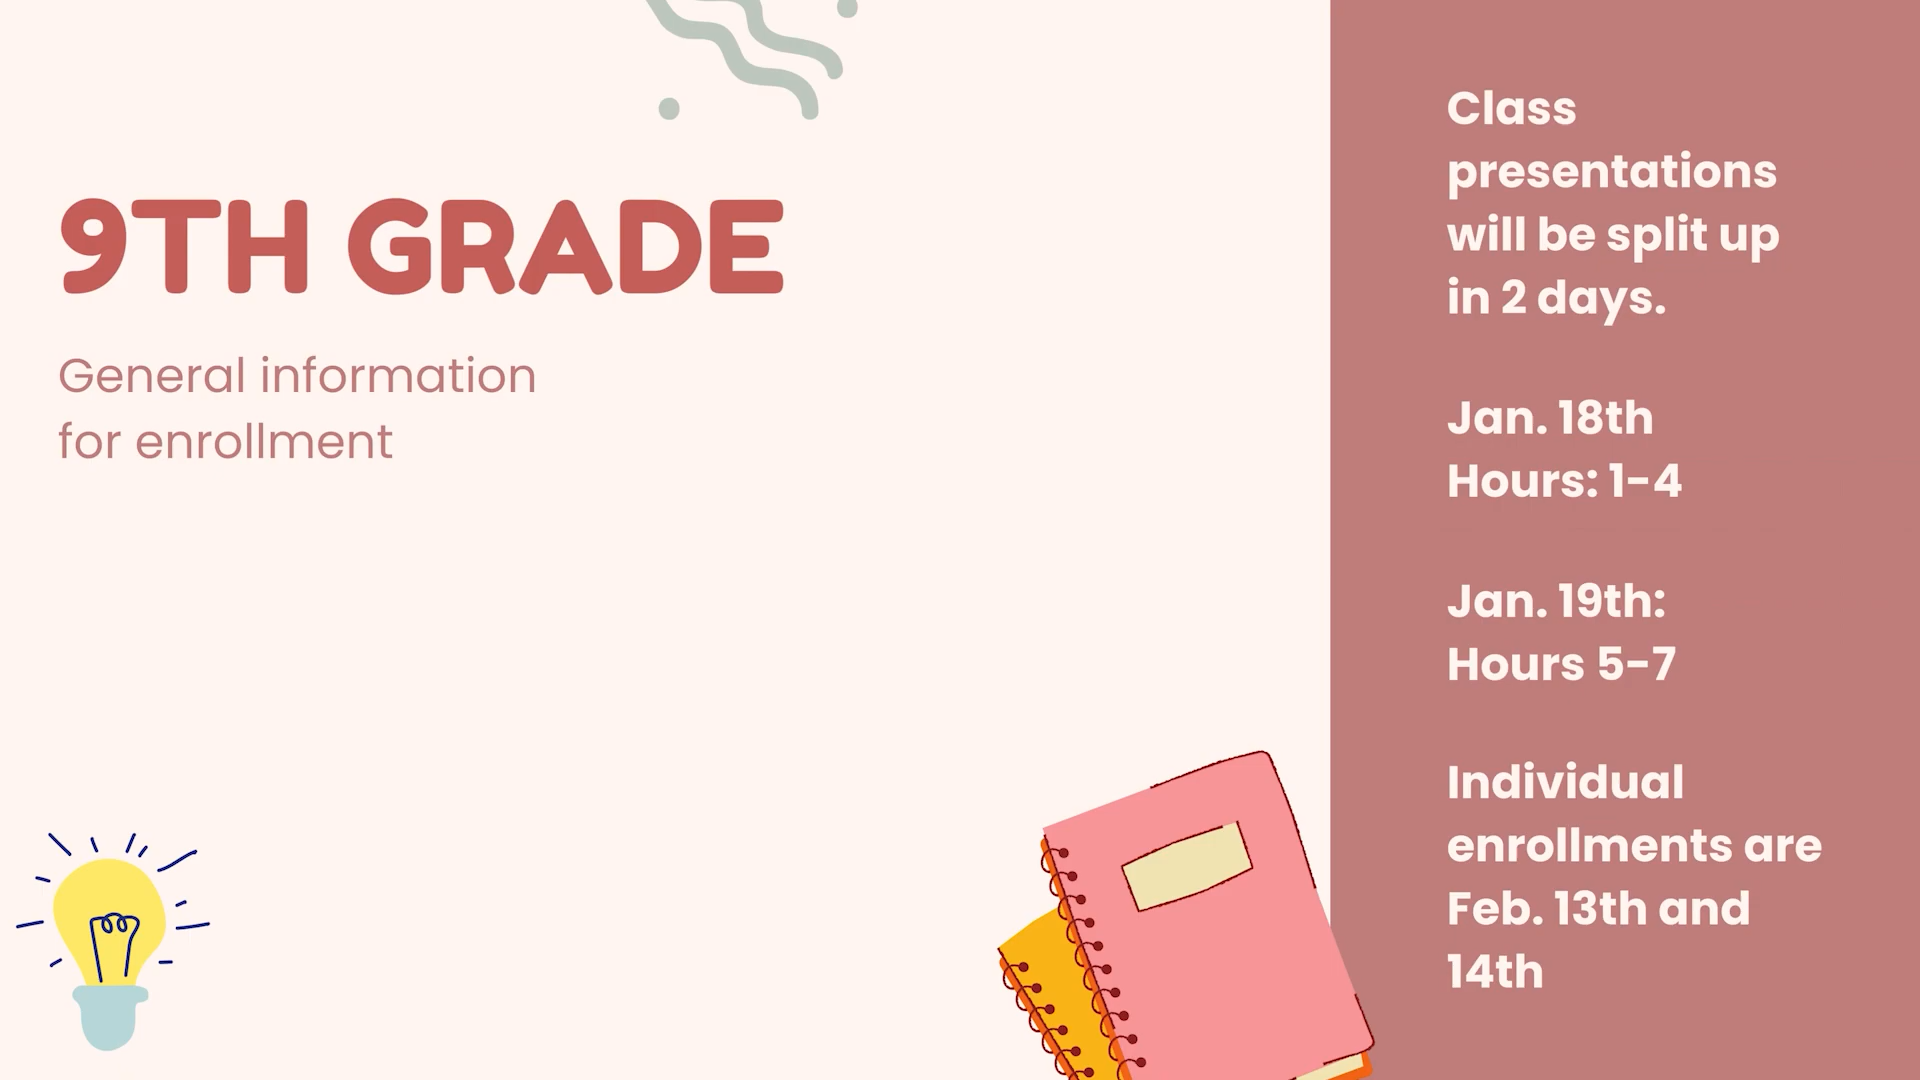 9TH GRADE
General information
for enrollment
Class
presentations
will be split up
in 2 days.
Jan. 18th
Hours: 1-4
Jan. 19th:
Hours 5-7
Individual
enrollments are
Feb. 13th and
14th